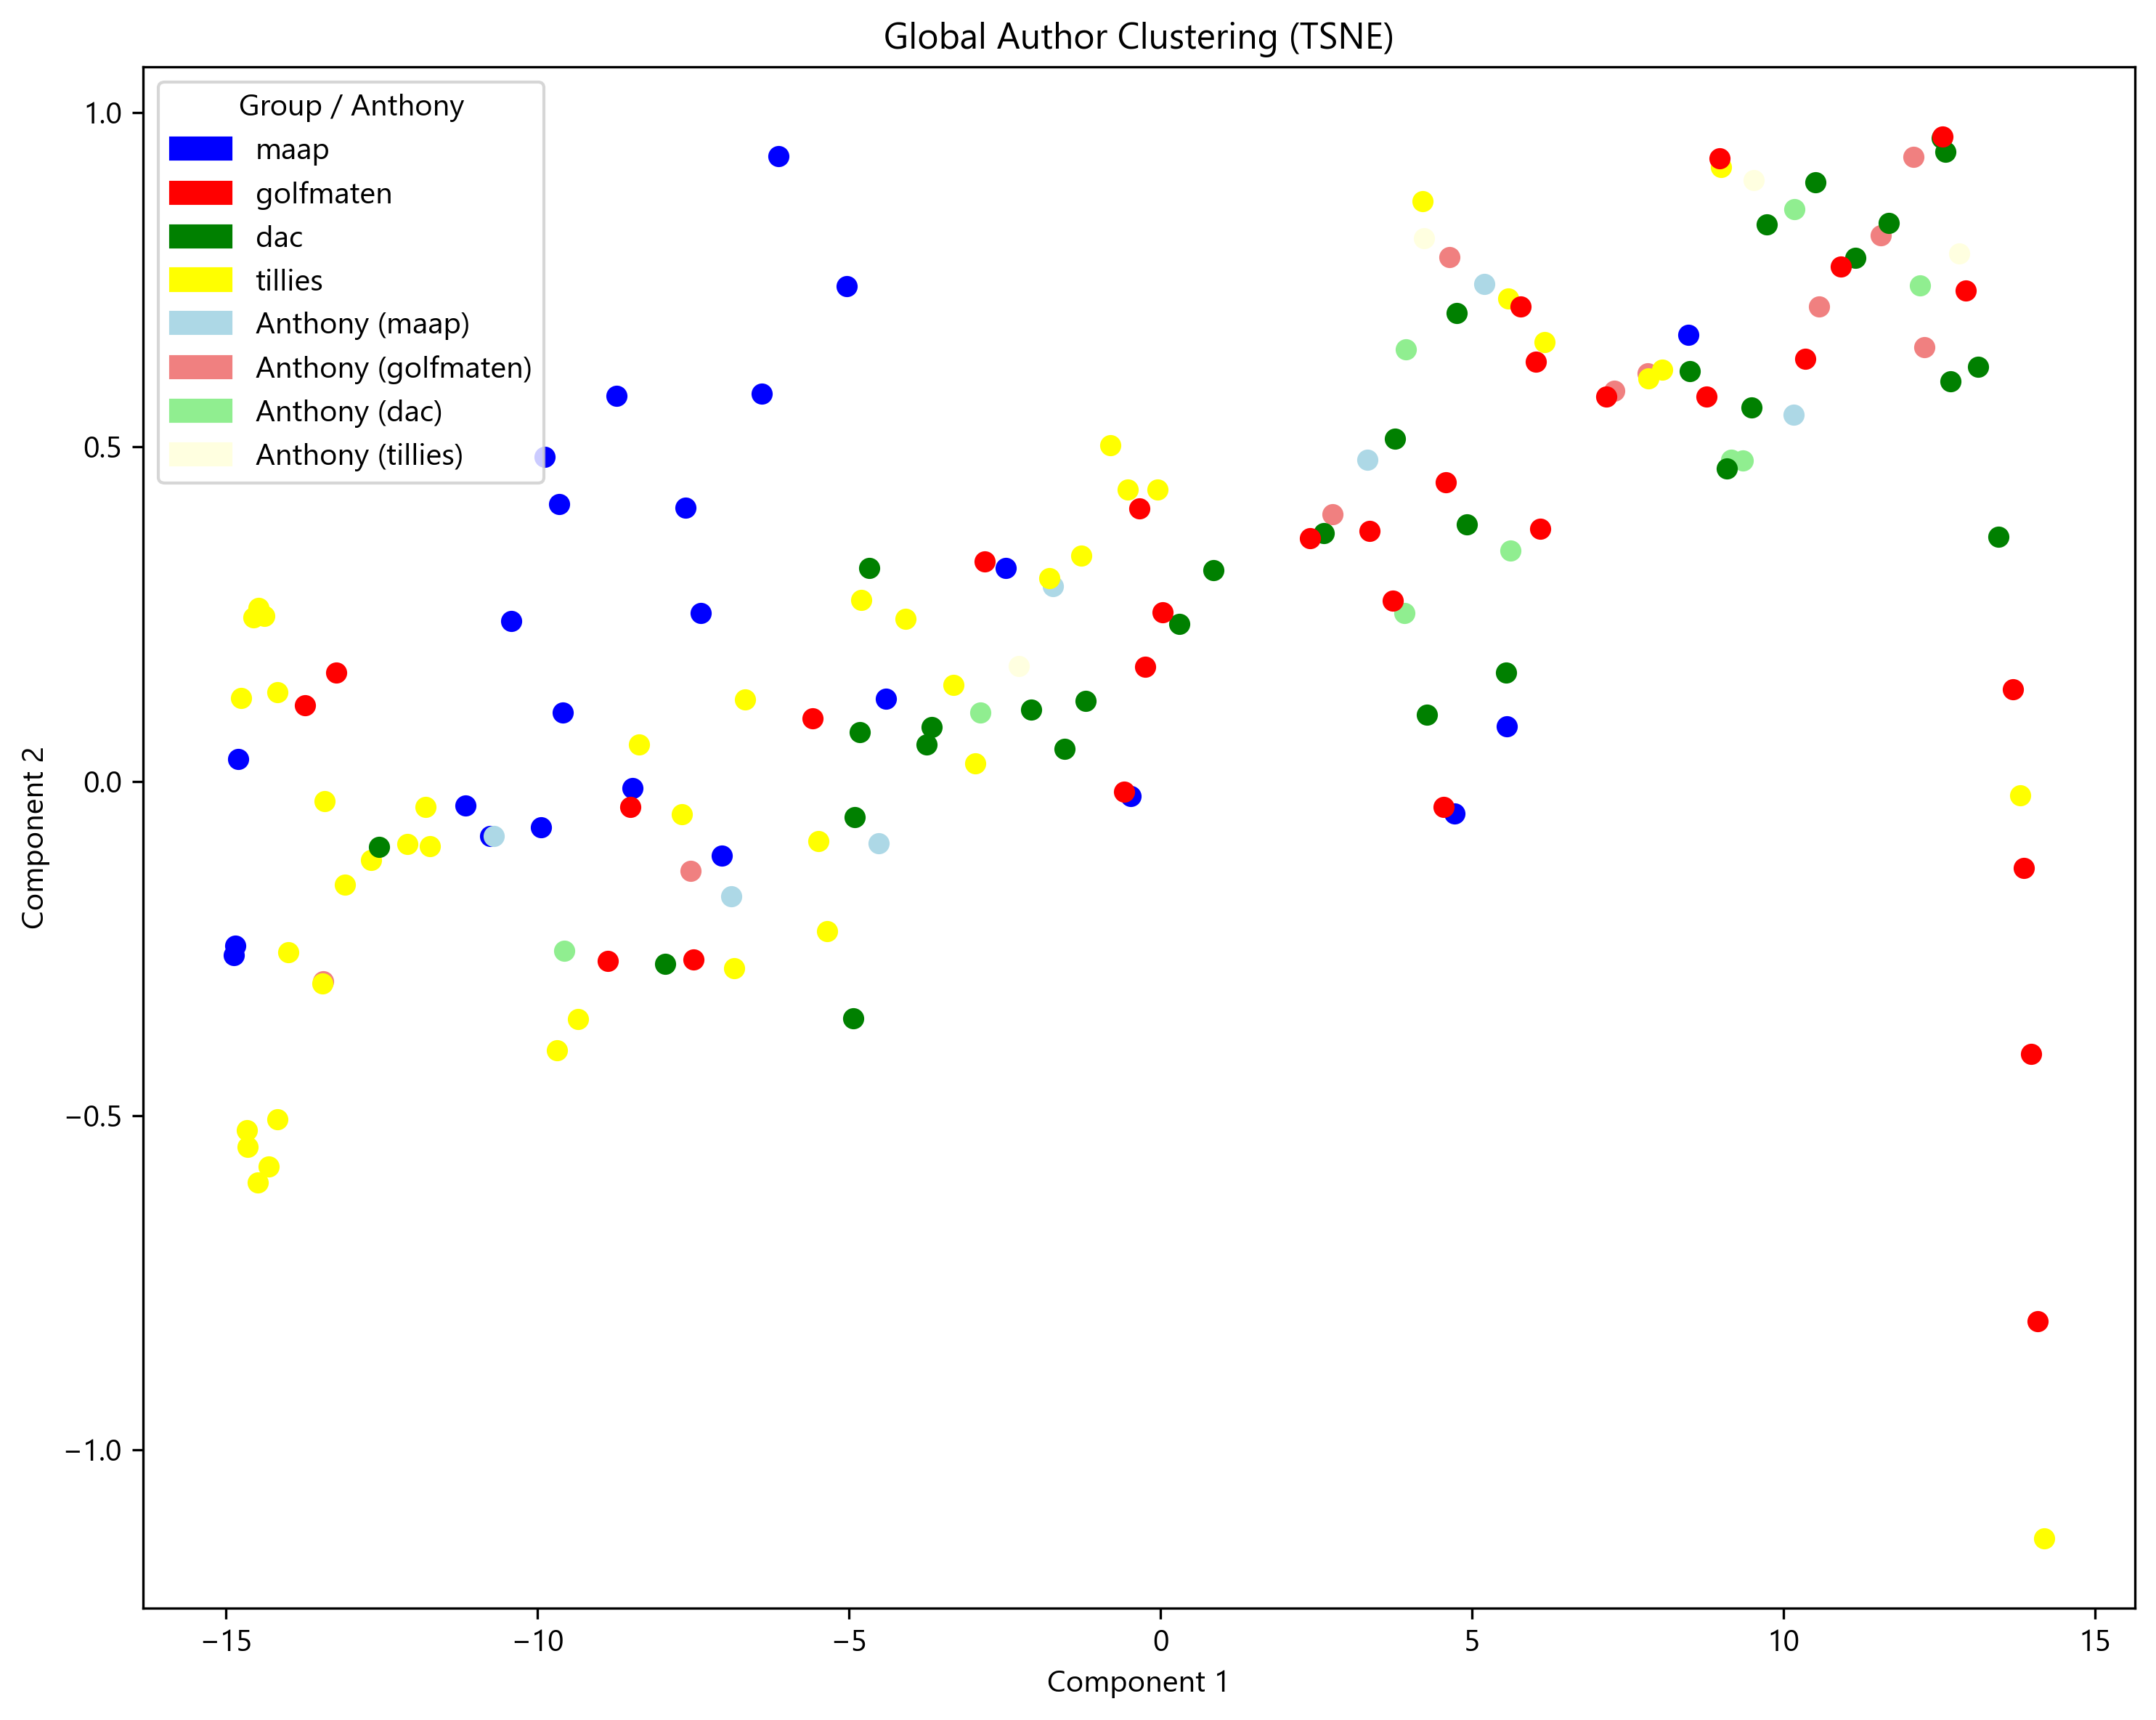 Global Author Clustering (TSNE)
Group / Anthony
maap
golfmaten
dac
tillies
Anthony (maap)
Anthony (golfmaten)
Anthony (dac)
Anthony (tillies)
1.0
0.5
0.0
−0.5
−1.0
Component 2
−15
−10
−5
0
5
10
15
Component 1